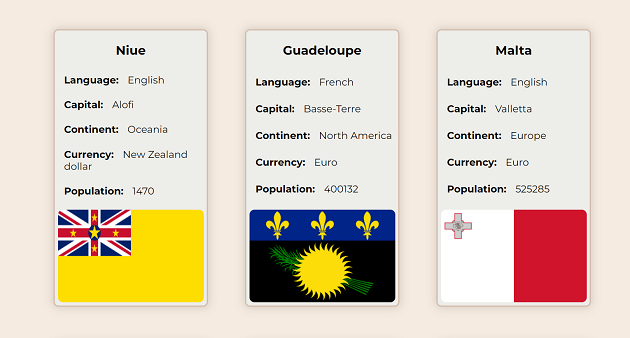 Niue
Language: English
Capital: Alofi
Continent: Oceania
Currency: New Zealand
dollar
Population: 1470
Guadeloupe
Language: French
Capital: Basse-Terre
Continent: North America
Currency: Euro
Population: 400132
Malta
Language: English
Capital: Valletta
Continent: Europe
Currency: Euro
Population: 525285